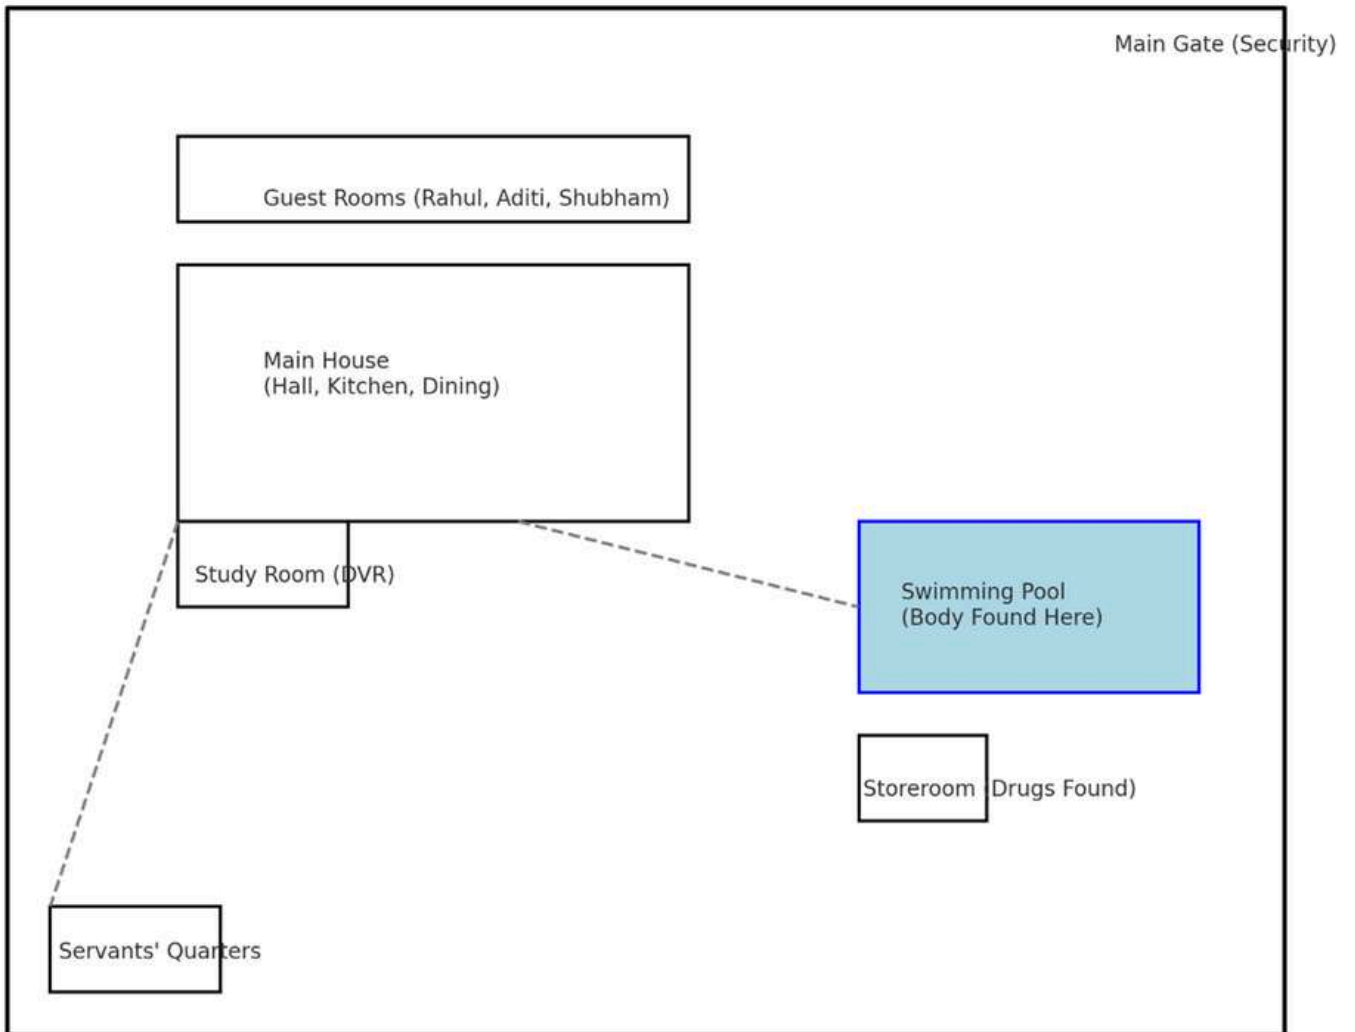 Main Gate (Security)
Guest Rooms (Rahul, Aditi, Shubham)
Main House
(Hall, Kitchen, Dining)
Study Room (DVR)
Swimming Pool
(Body Found Here)
Storeroom (Drugs Found)
Servants' Quarters